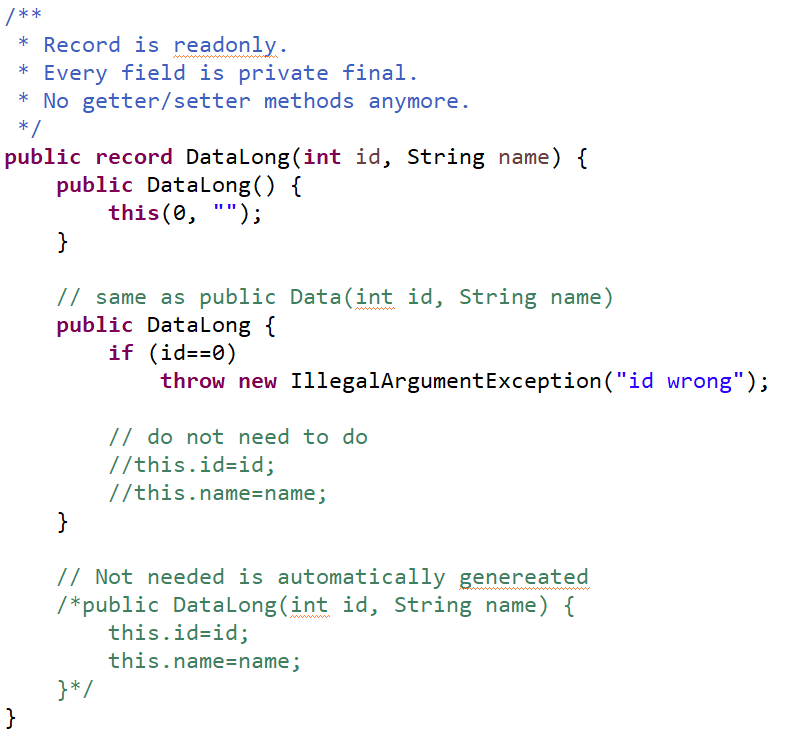 /**
 * Record is readonly.
 * Every field is private final.
 * No getter/setter methods anymore.
 */
public record DataLong(int id, String name) {
    public DataLong() {
        this(0, "");
    }

    // same as public Data(int id, String name)
    public DataLong {
        if (id==0)
            throw new IllegalArgumentException("id wrong");

        // do not need to do
        //this.id=id;
        //this.name=name;
    }

    // Not needed is automatically genereated
    /*public DataLong(int id, String name) {
        this.id=id;
        this.name=name;
    }*/
}